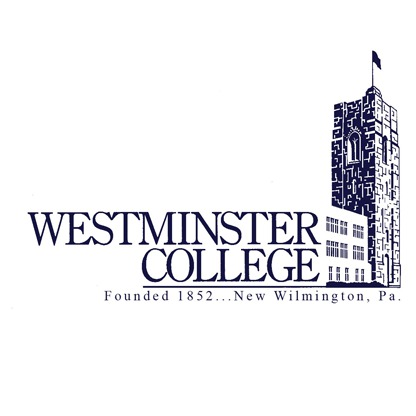 WESTMINSTER
COLLEGE
Founded 1852...New Wilmington, Pa.